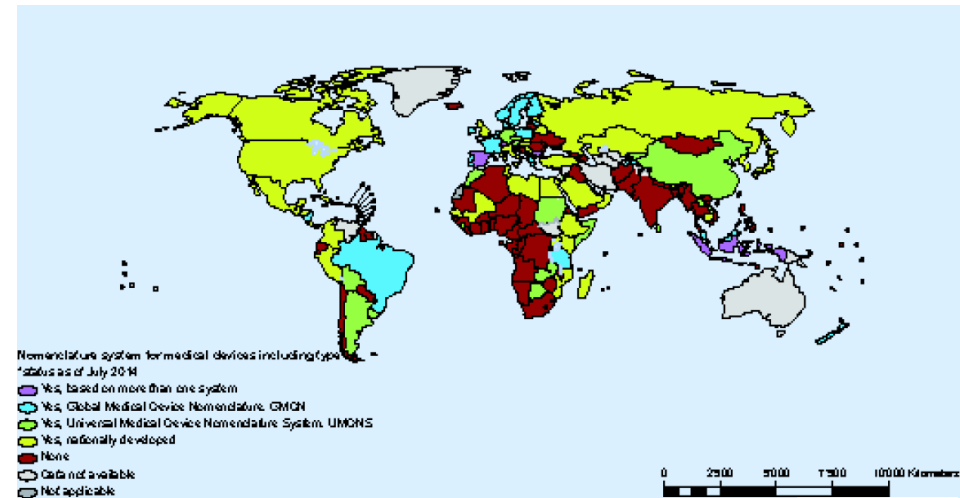 Nomenclature system for medical devices including type
*status as of July 2014
Yes, based on more than one system
Yes, Global Medical Device Nomenclature. GMDN
Yes, Universal Medical Device Nomenclature System. UMDNS
Yes, nationally developed
None
Data not available
Not applicable
0 2500 5000 7500 10000 Kilometers